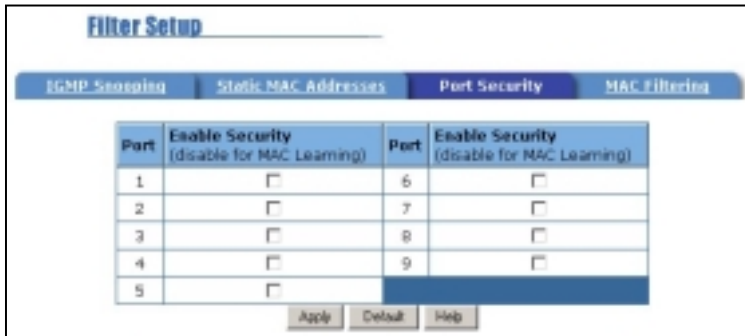 Filter Setup
IGMP Snooping Static MAC Addresses Port Security MAC Filtering
Port Enable Security (disable for MAC Learning) Port Enable Security (disable for MAC Learning)
1 6
2 7
3 8
4 9
5
Apply Default Help